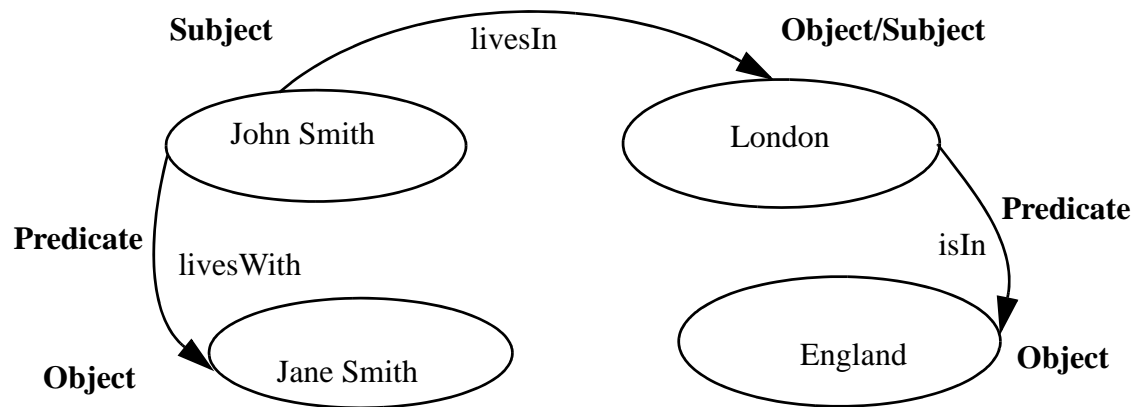 Subject
livesIn
Object/Subject
John Smith
London
Predicate
livesWith
Predicate
isIn
Jane Smith
Object
England
Object